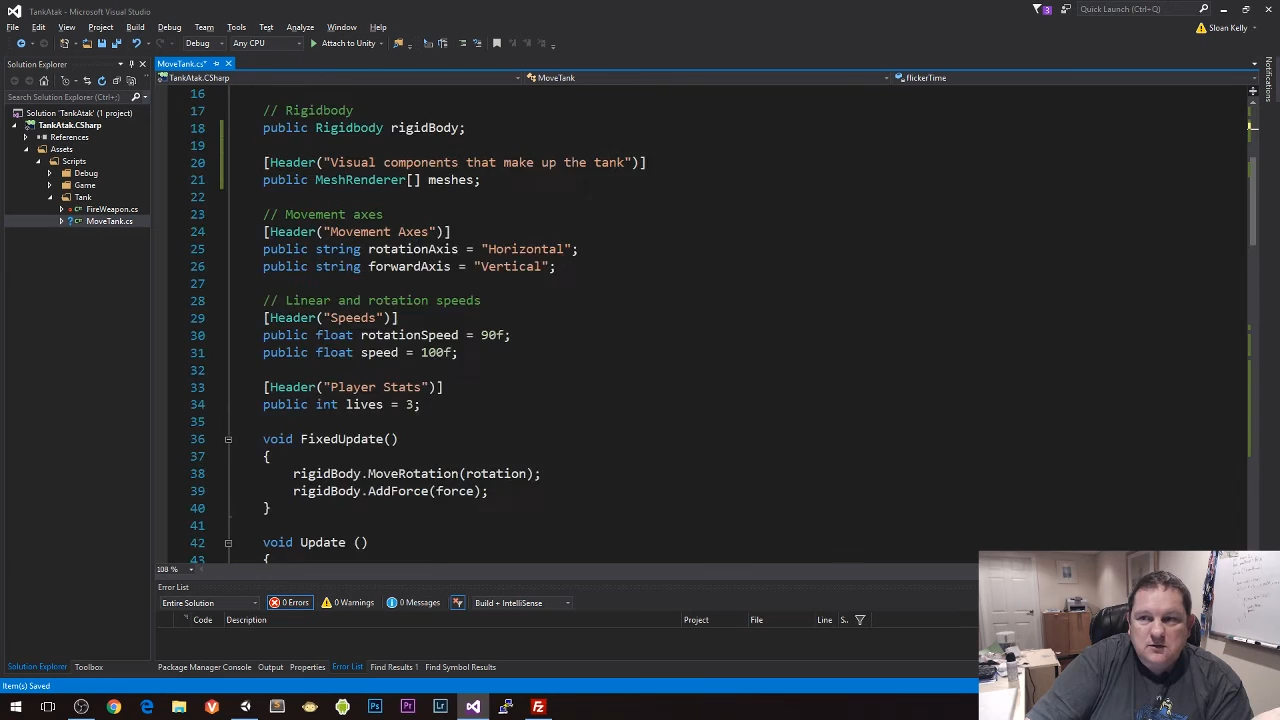 TankAtak - Microsoft Visual Studio
3
Quick Launch (Ctrl+;)
File Edit View Project Build Debug Team Tools Architecture Test Analyze Window Help
Sloan Kelly
Debug Any CPU Attach to Unity
Solution Explorer
MoveTank.cs*
TankAtak.CSharp MoveTank flickerTime
Notifications
Search Solution Explorer (Ctrl+;)
Solution 'TankAtak' (1 project)
TankAtak.CSharp
References
Assets
Scripts
Debug
Game
Tank
FireWeapon.cs
MoveTank.cs
16
17 // Rigidbody
18 public Rigidbody rigidBody;
19
20 [Header("Visual components that make up the tank")]
21 public MeshRenderer[] meshes;
22
23 // Movement axes
24 [Header("Movement Axes")]
25 public string rotationAxis = "Horizontal";
26 public string forwardAxis = "Vertical";
27
28 // Linear and rotation speeds
29 [Header("Speeds")]
30 public float rotationSpeed = 90f;
31 public float speed = 100f;
32
33 [Header("Player Stats")]
34 public int lives = 3;
35
36 void FixedUpdate()
37 {
38 rigidBody.MoveRotation(rotation);
39 rigidBody.AddForce(force);
40 }
41
42 void Update ()
43 {
108 %
Error List
Entire Solution 0 Errors 0 Warnings 0 Messages Build + IntelliSense
Code Description Project File Line S..
Solution Explorer Toolbox
Package Manager Console Output Properties Error List Find Results 1 Find Symbol Results
Item(s) Saved